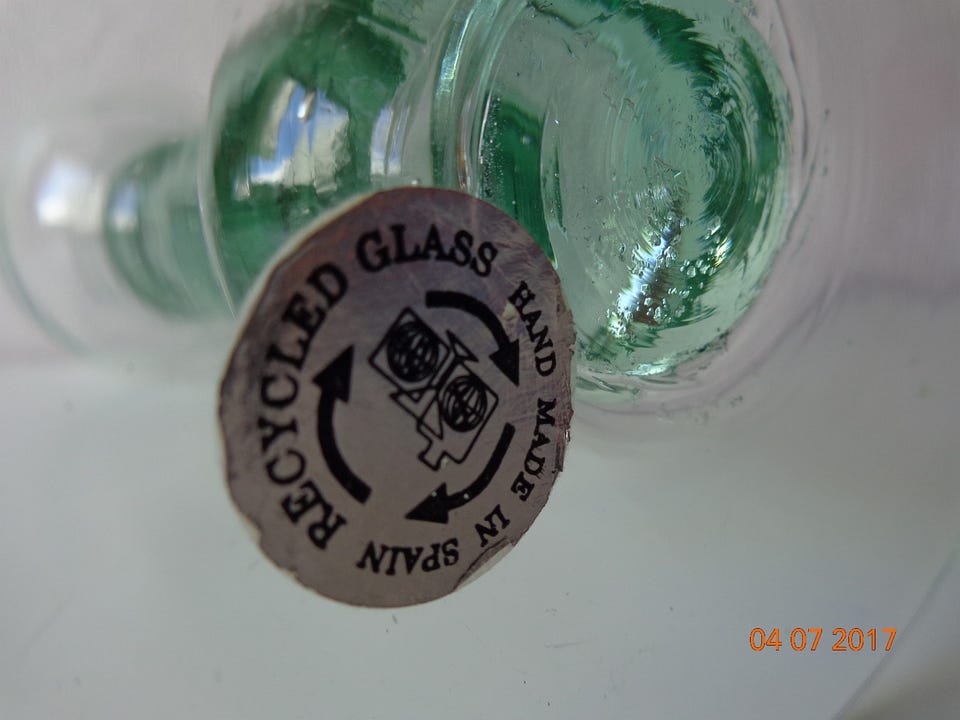 RECYCLED GLASS
HAND MADE IN SPAIN
04 07 2017